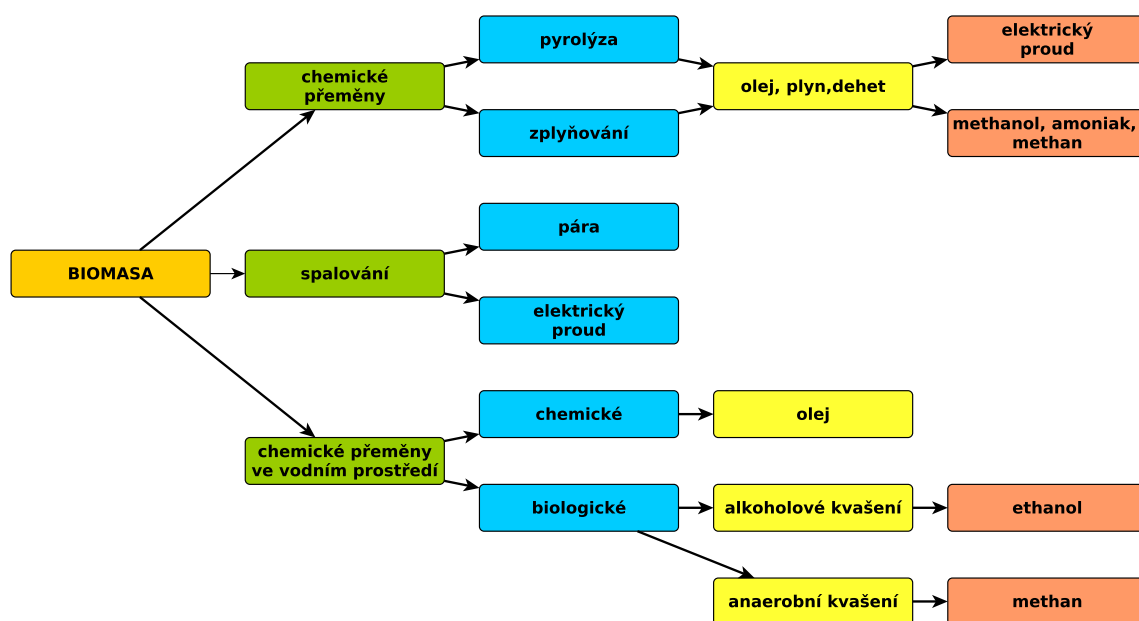 pyrolýza
elektrický
proud
chemické
přeměny
olej, plyn,dehet
zplyňování
methanol, amoniak,
methan
pára
BIOMASA
spalování
elektrický
proud
chemické
olej
chemické přeměny
ve vodním prostředí
biologické
alkoholové kvašení
ethanol
anaerobní kvašení
methan